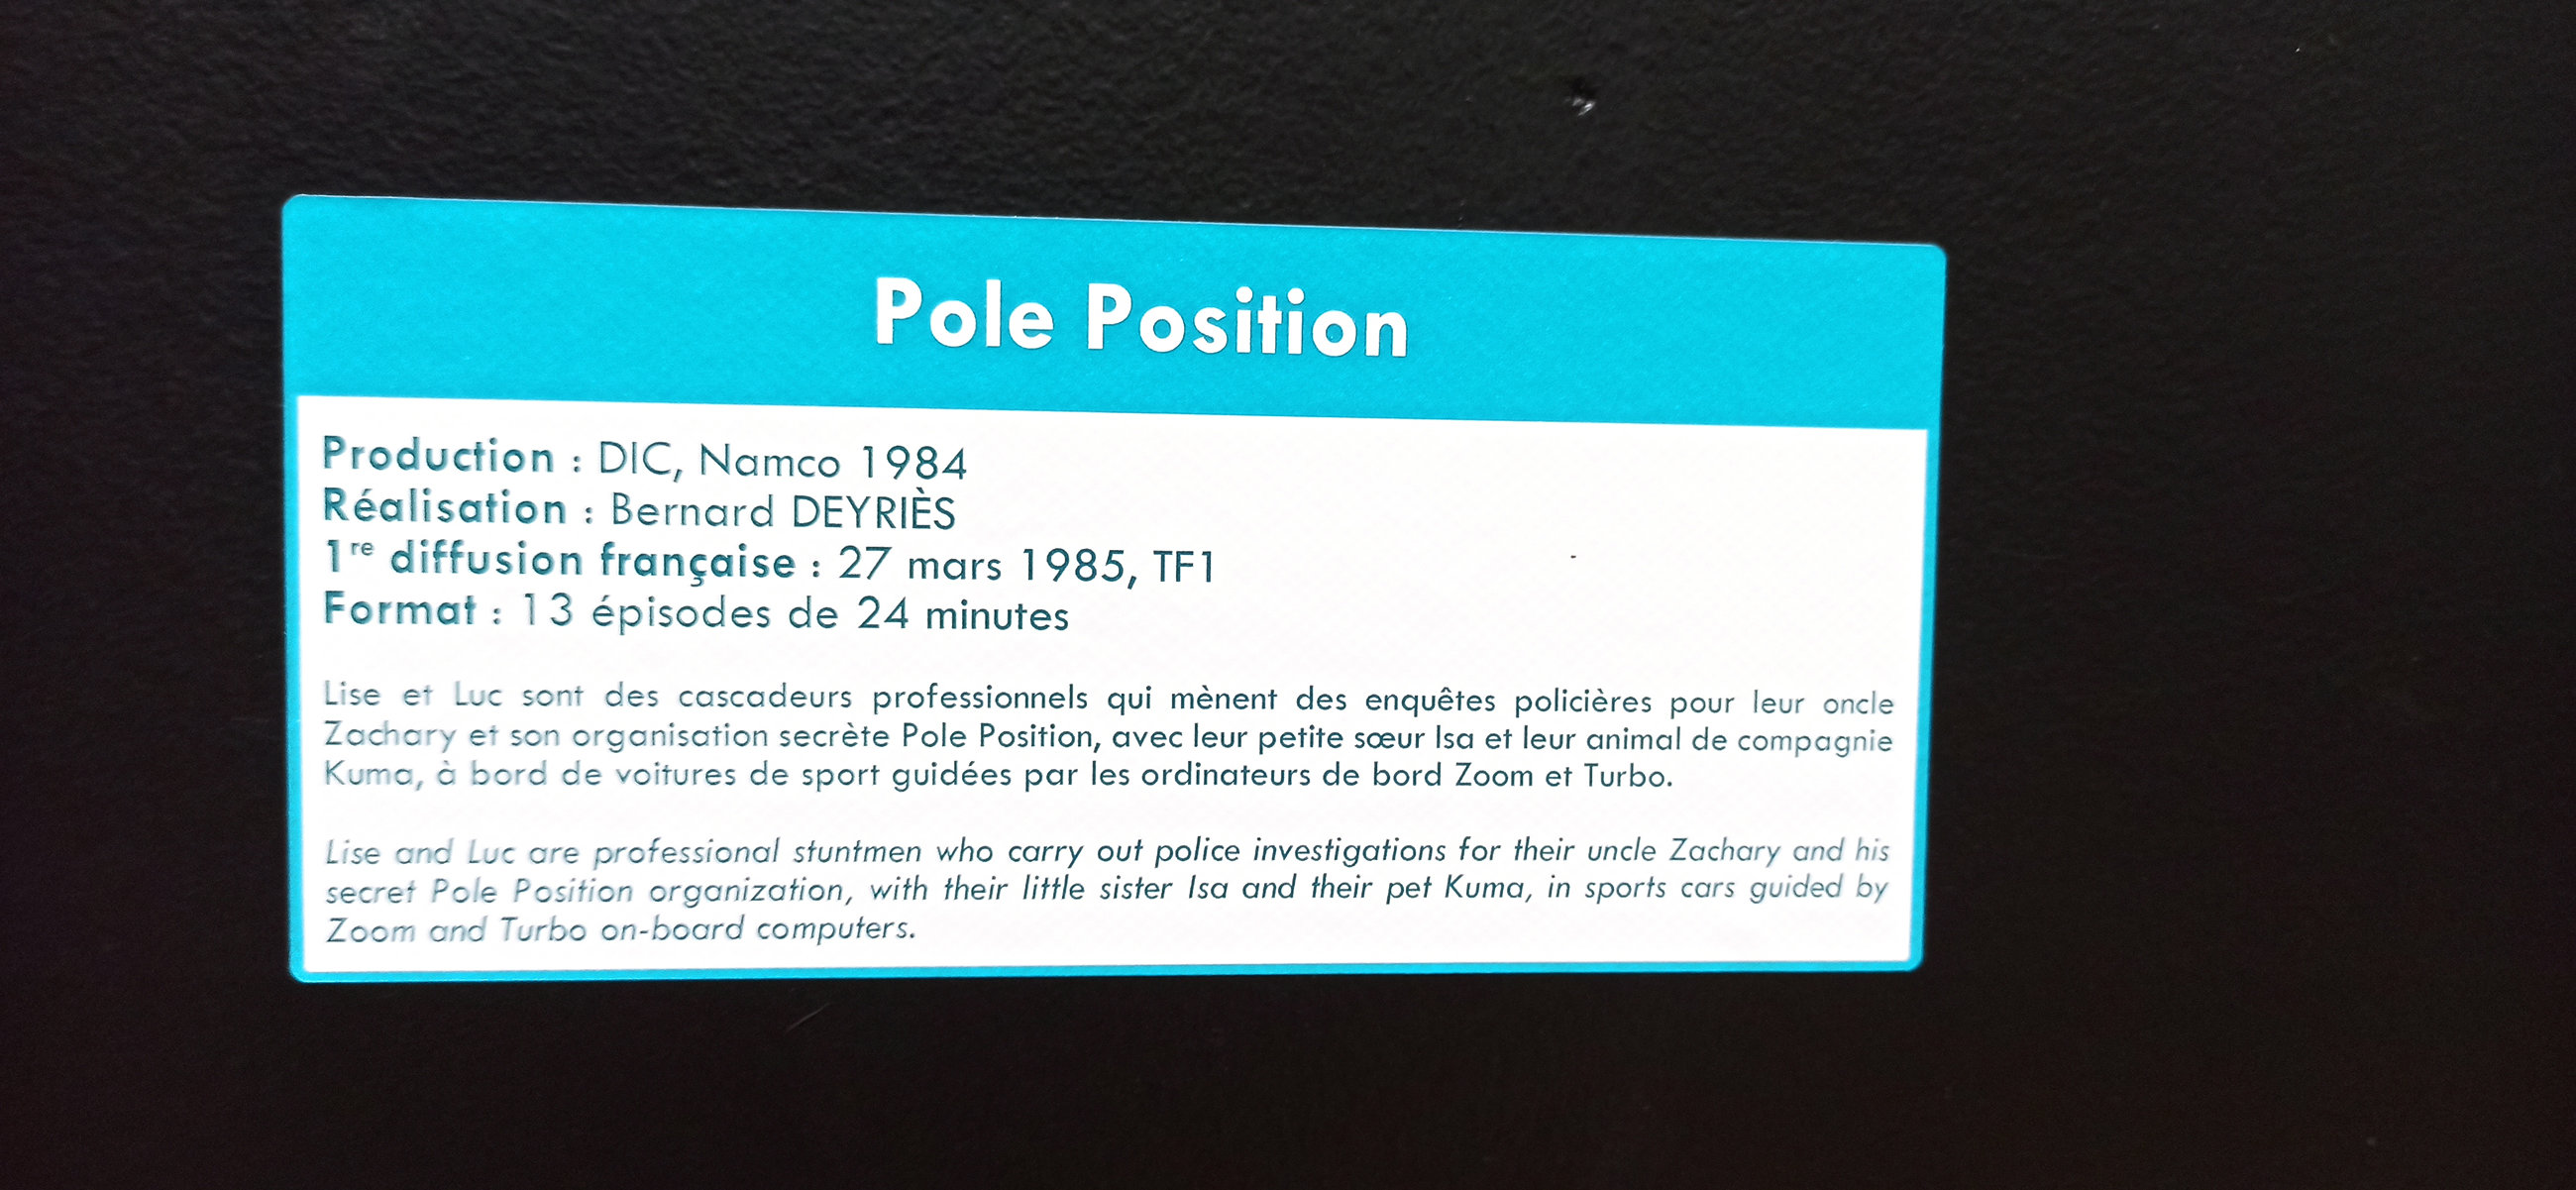 Pole Position
Production : DIC, Namco 1984
Réalisation : Bernard DEYRIÈS
1re diffusion française : 27 mars 1985, TF1
Format : 13 épisodes de 24 minutes
Lise et Luc sont des cascadeurs professionnels qui mènent des enquêtes policières pour leur oncle
Zachary et son organisation secrète Pole Position, avec leur petite sœur Isa et leur animal de compagnie
Kuma, à bord de voitures de sport guidées par les ordinateurs de bord Zoom et Turbo.
Lise and Luc are professional stuntmen who carry out police investigations for their uncle Zachary and his
secret Pole Position organization, with their little sister Isa and their pet Kuma, in sports cars guided by
Zoom and Turbo on-board computers.